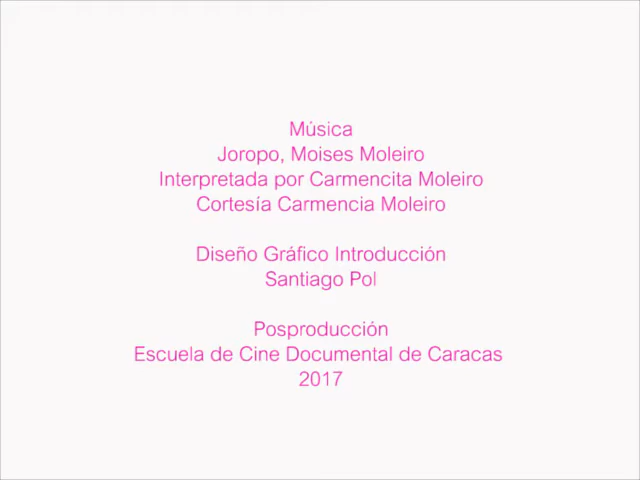 Música
Joropo, Moises Moleiro
Interpretada por Carmencita Moleiro
Cortesía Carmencia Moleiro
Diseño Gráfico Introducción
Santiago Pol
Posproducción
Escuela de Cine Documental de Caracas
2017